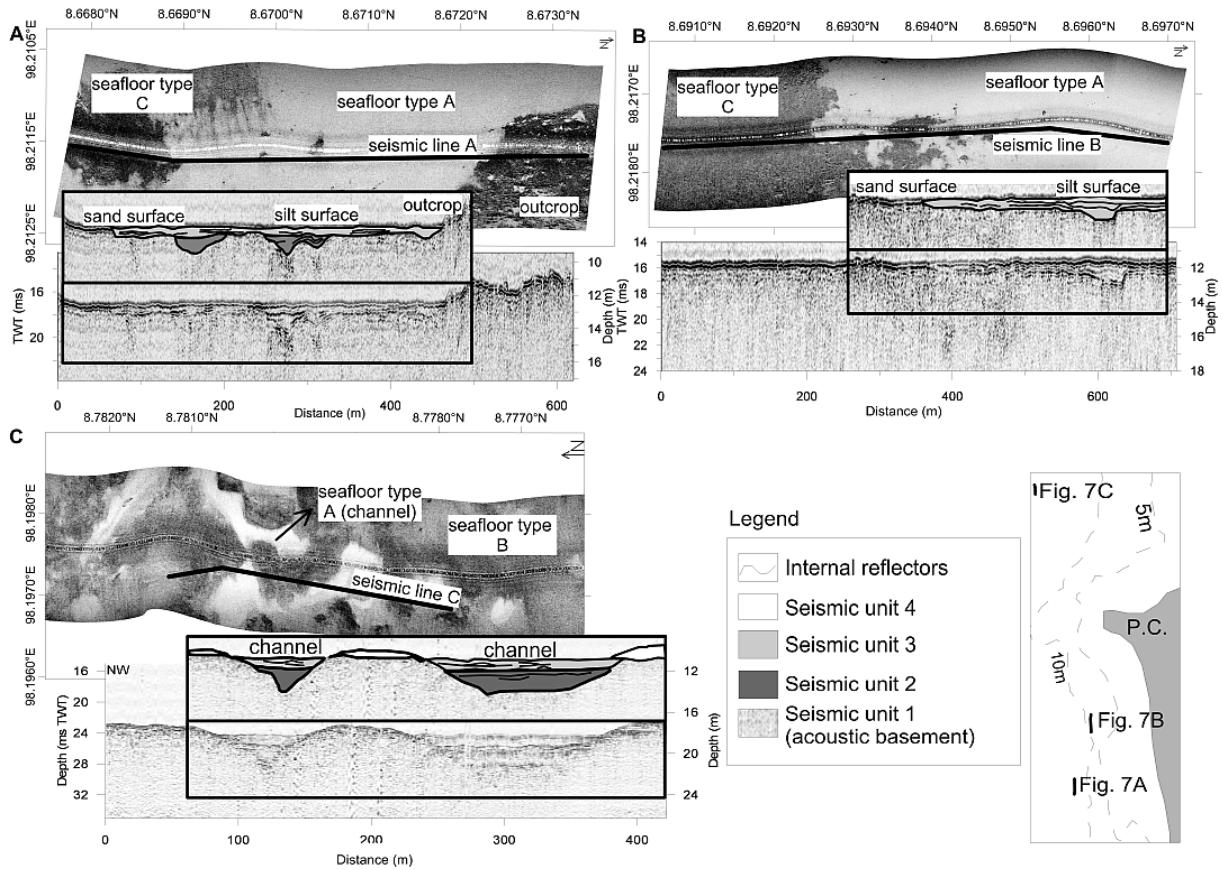 8.6680°N 8.6690°N 8.6700°N 8.6710°N 8.6720°N 8.6730°N
A
N
98.21105°E
98.2115°E
98.2125°E
seafloor type
C
seafloor type A
seismic line A
outcrop
sand surface
silt surface
outcrop
16
20
TWT (ms)
10
12
14
16
Depth (m)
0 200 400 600
Distance (m)
8.6910°N 8.6920°N 8.6930°N 8.6940°N 8.6950°N 8.6960°N 8.6970°N
B
N
98.2170°E
98.2180°E
seafloor type
C
seafloor type A
seismic line B
sand surface
silt surface
14
16
18
20
22
24
TWT (ms)
12
14
16
18
Depth (m)
0 200 400 600
Distance (m)
8.7820°N 8.7810°N 8.7780°N 8.7770°N
C
N
98.1980°E
98.1970°E
98.1960°E
seafloor type
A (channel)
seafloor type
B
seismic line C
channel
channel
NW
16
20
24
28
32
Depth (ms TWT)
12
16
20
24
Depth (m)
0 100 200 300 400
Distance (m)
Legend
Internal reflectors
Seismic unit 4
Seismic unit 3
Seismic unit 2
Seismic unit 1
(acoustic basement)
Fig. 7C
5m
P.C.
10m
Fig. 7B
Fig. 7A